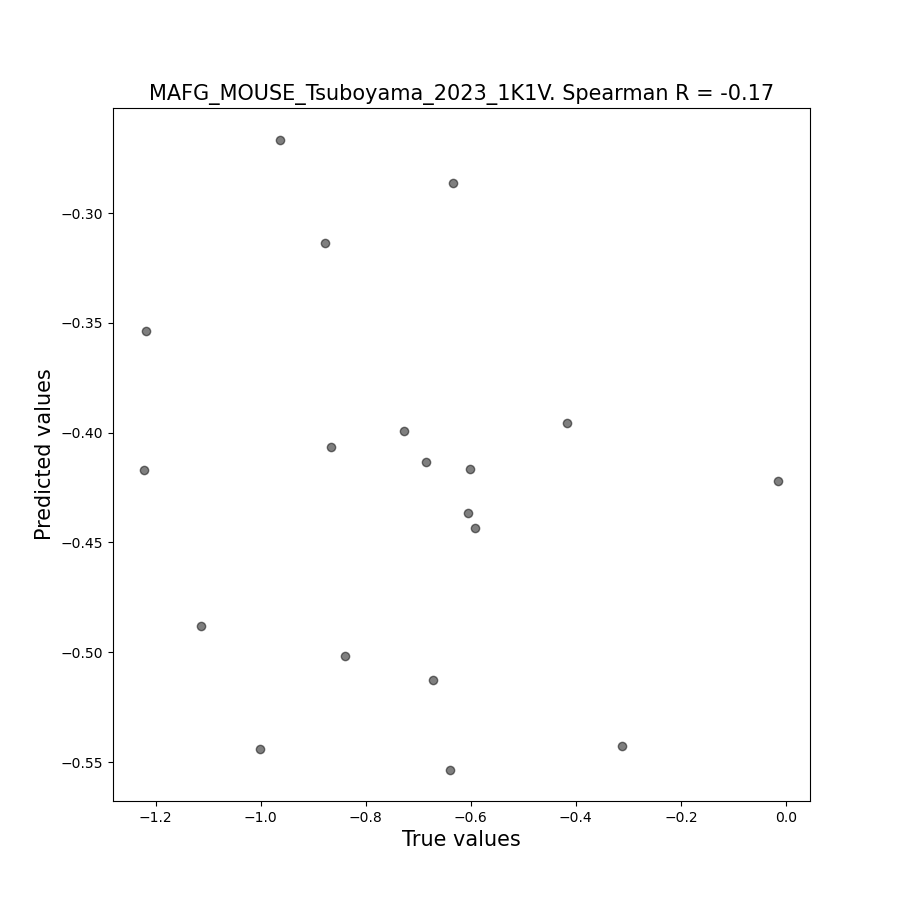 MAFG_MOUSE_Tsuboyama_2023_1K1V. Spearman R = -0.17
−0.30
−0.35
−0.40
−0.45
−0.50
−0.55
Predicted values
−1.2 −1.0 −0.8 −0.6 −0.4 −0.2 0.0
True values